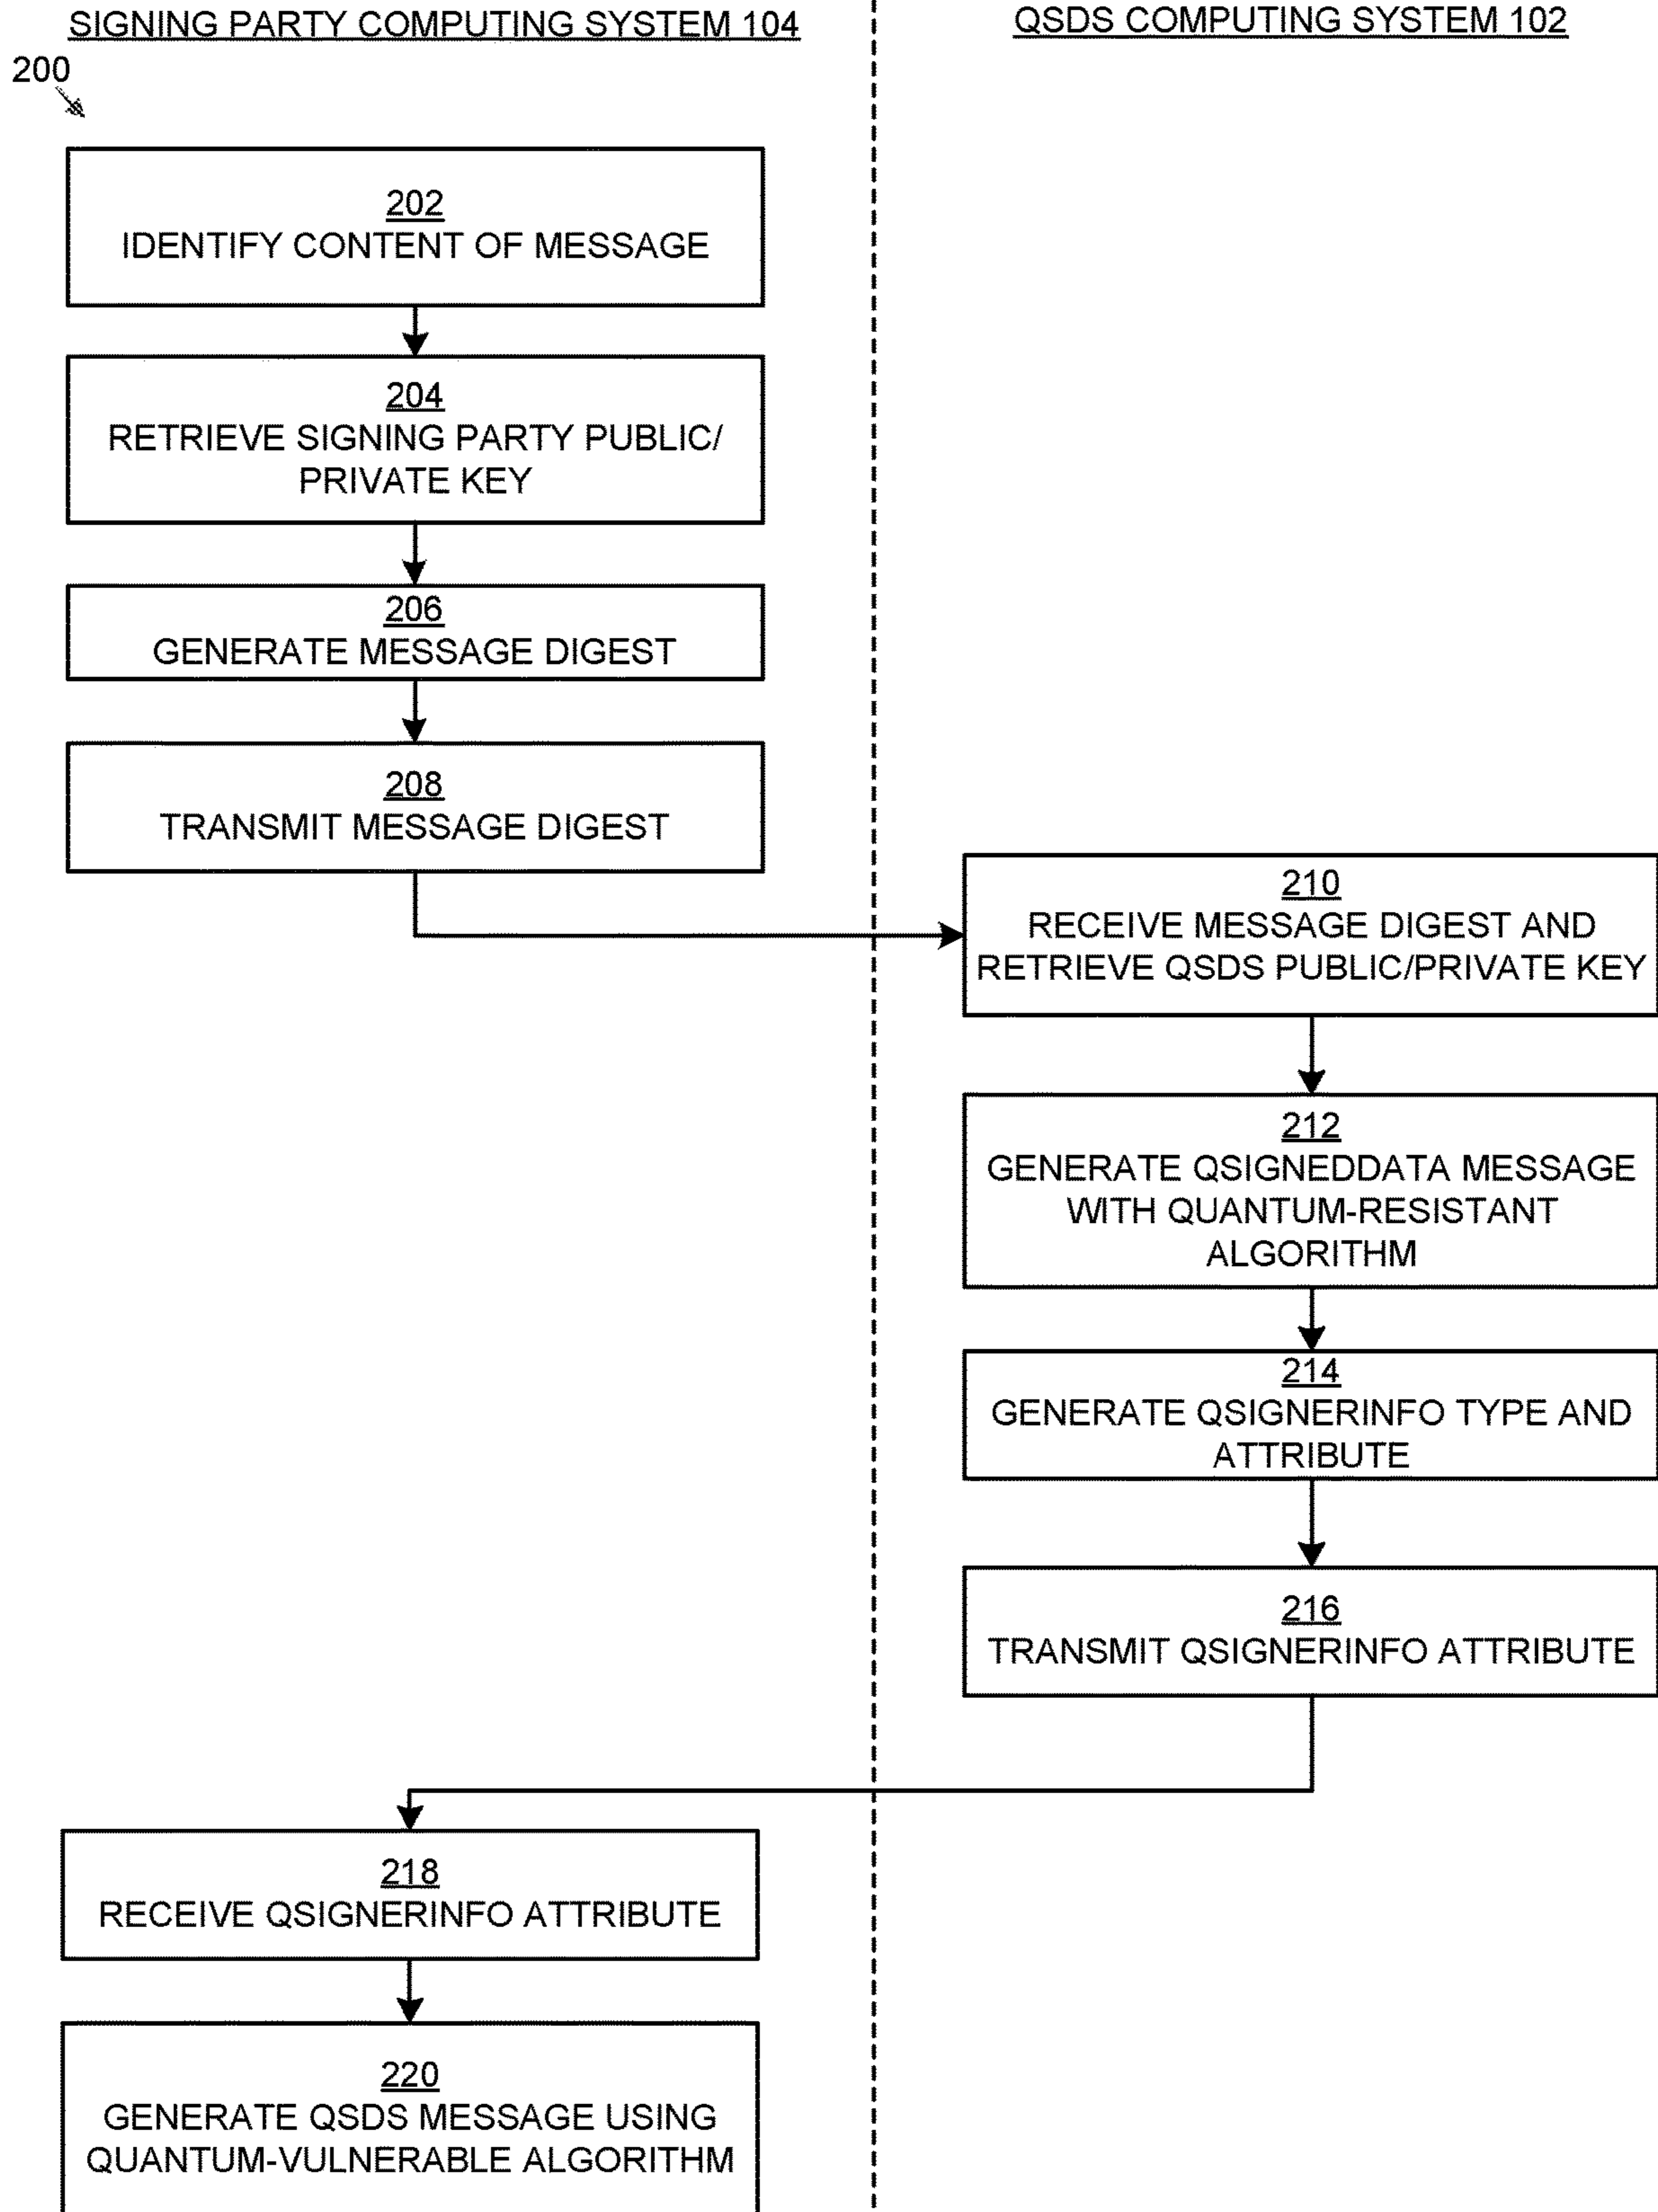 SIGNING PARTY COMPUTING SYSTEM 104
QSDS COMPUTING SYSTEM 102
200
202
IDENTIFY CONTENT OF MESSAGE
204
RETRIEVE SIGNING PARTY PUBLIC/
PRIVATE KEY
206
GENERATE MESSAGE DIGEST
208
TRANSMIT MESSAGE DIGEST
210
RECEIVE MESSAGE DIGEST AND
RETRIEVE QSDS PUBLIC/PRIVATE KEY
212
GENERATE QSIGNEDDATA MESSAGE
WITH QUANTUM-RESISTANT
ALGORITHM
214
GENERATE QSIGNERINFO TYPE AND
ATTRIBUTE
216
TRANSMIT QSIGNERINFO ATTRIBUTE
218
RECEIVE QSIGNERINFO ATTRIBUTE
220
GENERATE QSDS MESSAGE USING
QUANTUM-VULNERABLE ALGORITHM